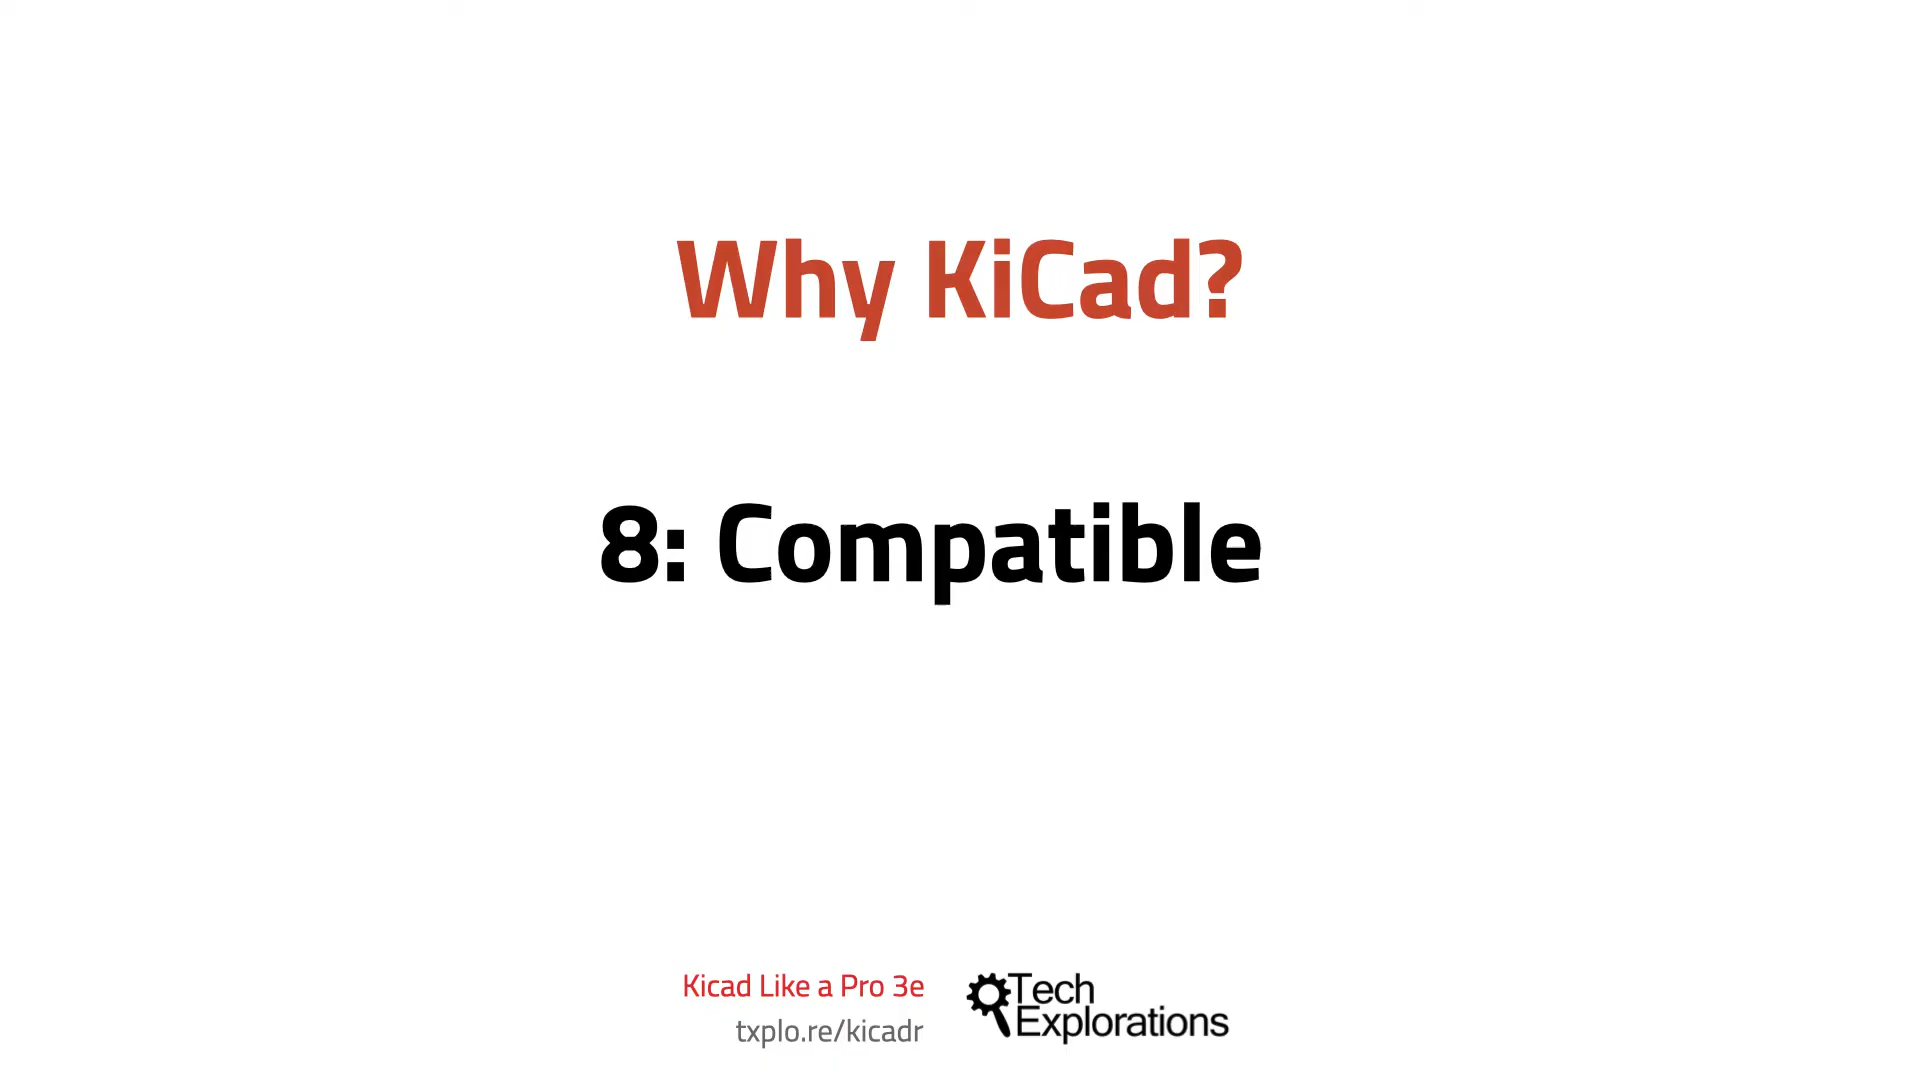 Why KiCad?
8: Compatible
Kicad Like a Pro 3e
txplo.re/kicadr
Tech
Explorations